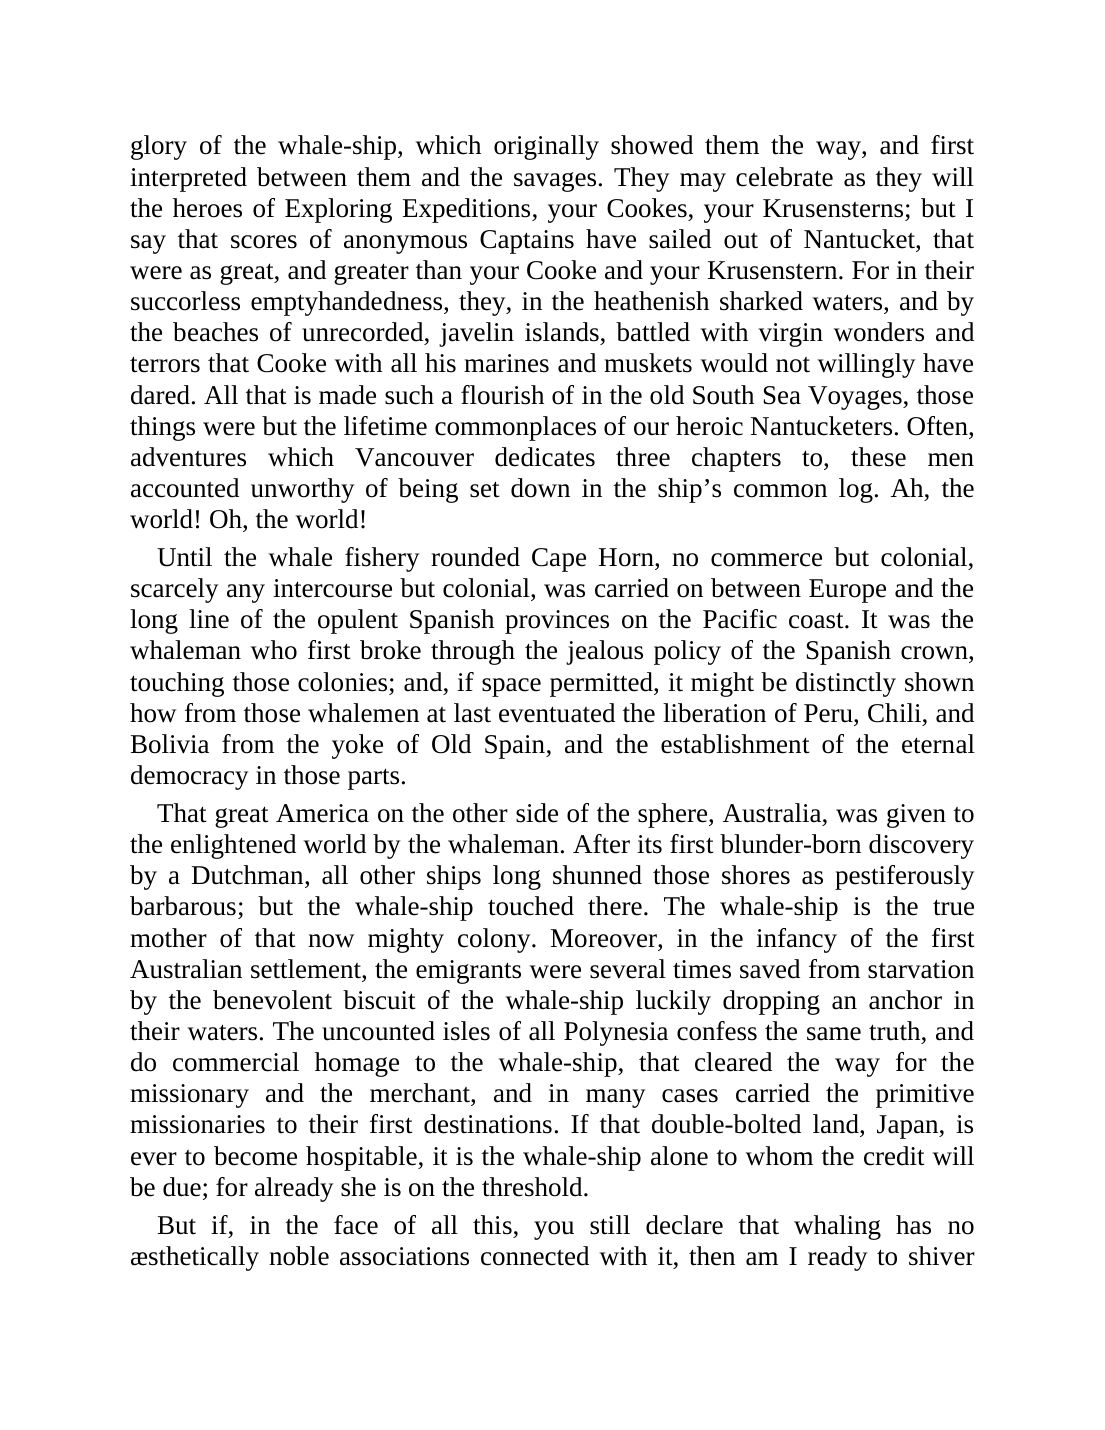 glory of the whale-ship, which originally showed them the way, and first
interpreted between them and the savages. They may celebrate as they will
the heroes of Exploring Expeditions, your Cookes, your Krusensterns; but I
say that scores of anonymous Captains have sailed out of Nantucket, that
were as great, and greater than your Cooke and your Krusenstern. For in their
succorless emptyhandedness, they, in the heathenish sharked waters, and by
the beaches of unrecorded, javelin islands, battled with virgin wonders and
terrors that Cooke with all his marines and muskets would not willingly have
dared. All that is made such a flourish of in the old South Sea Voyages, those
things were but the lifetime commonplaces of our heroic Nantucketers. Often,
adventures which Vancouver dedicates three chapters to, these men
accounted unworthy of being set down in the ship’s common log. Ah, the
world! Oh, the world!
Until the whale fishery rounded Cape Horn, no commerce but colonial,
scarcely any intercourse but colonial, was carried on between Europe and the
long line of the opulent Spanish provinces on the Pacific coast. It was the
whaleman who first broke through the jealous policy of the Spanish crown,
touching those colonies; and, if space permitted, it might be distinctly shown
how from those whalemen at last eventuated the liberation of Peru, Chili, and
Bolivia from the yoke of Old Spain, and the establishment of the eternal
democracy in those parts.
That great America on the other side of the sphere, Australia, was given to
the enlightened world by the whaleman. After its first blunder-born discovery
by a Dutchman, all other ships long shunned those shores as pestiferously
barbarous; but the whale-ship touched there. The whale-ship is the true
mother of that now mighty colony. Moreover, in the infancy of the first
Australian settlement, the emigrants were several times saved from starvation
by the benevolent biscuit of the whale-ship luckily dropping an anchor in
their waters. The uncounted isles of all Polynesia confess the same truth, and
do commercial homage to the whale-ship, that cleared the way for the
missionary and the merchant, and in many cases carried the primitive
missionaries to their first destinations. If that double-bolted land, Japan, is
ever to become hospitable, it is the whale-ship alone to whom the credit will
be due; for already she is on the threshold.
But if, in the face of all this, you still declare that whaling has no
æsthetically noble associations connected with it, then am I ready to shiver